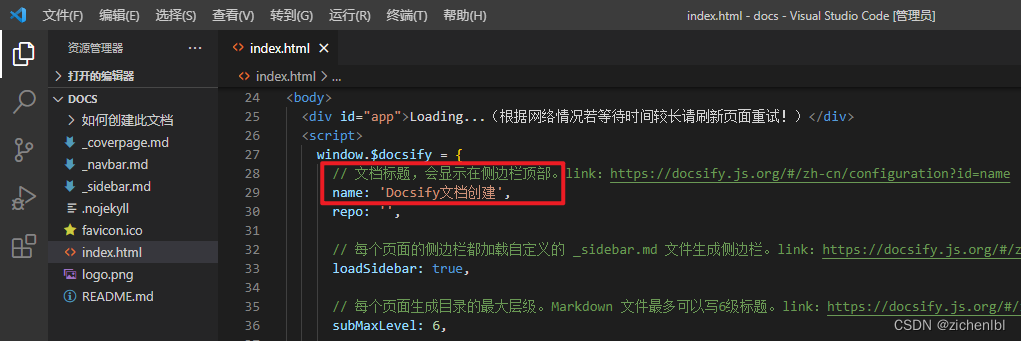 文件(F) 编辑(E) 选择(S) 查看(V) 转到(G) 运行(R) 终端(T) 帮助(H) index.html - docs - Visual Studio Code [管理员]
资源管理器 ···
index.html ×
打开的编辑器
index.html > ...
DOCS
如何创建此文档
_coverpage.md
_navbar.md
_sidebar.md
.nojekyll
favicon.ico
index.html
logo.png
README.md
24 <body>
25 <div id="app">Loading...（根据网络情况若等待时间较长请刷新页面重试！）</div>
26 <script>
27 window.$docsify = {
28 // 文档标题，会显示在侧边栏顶部。link: https://docsify.js.org/#/zh-cn/configuration?id=name
29 name: 'Docsify文档创建',
30 repo: '',
31
32 // 每个页面的侧边栏都加载自定义的 _sidebar.md 文件生成侧边栏。link: https://docsify.js.org/#/z
33 loadSidebar: true,
34
35 // 每个页面生成目录的最大层级。Markdown 文件最多可以写6级标题。link: https://docsify.js.org/#/
36 subMaxLevel: 6,
CSDN @zichenlbl